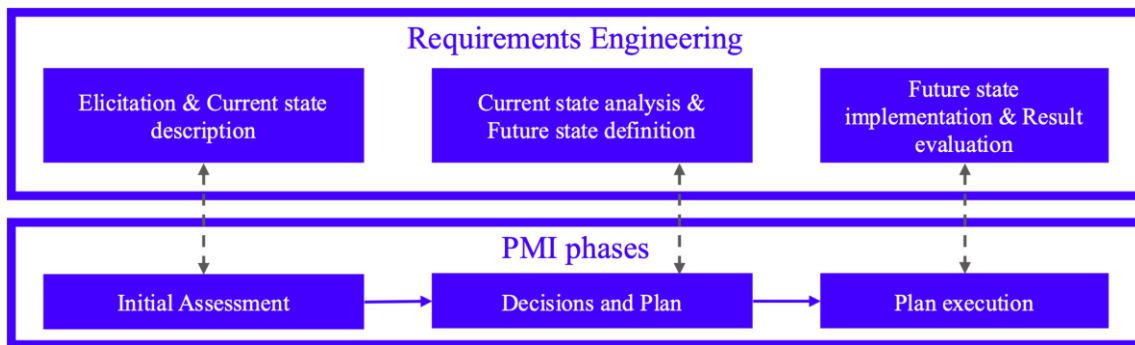 Requirements Engineering
Elicitation & Current state
description
Current state analysis &
Future state definition
Future state
implementation & Result
evaluation
PMI phases
Initial Assessment
Decisions and Plan
Plan execution